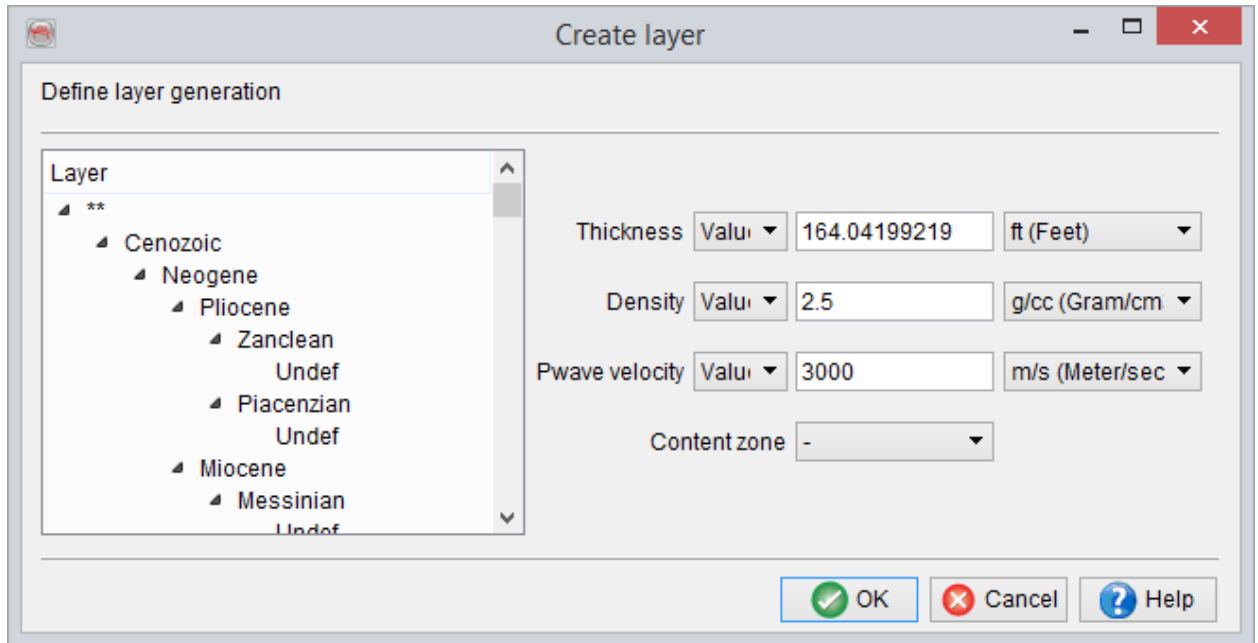 Create layer
Define layer generation
Layer
**
Cenozoic
Neogene
Pliocene
Zanclean
Undef
Piacenzian
Undef
Miocene
Messinian
Undef
Thickness Valu 164.04199219 ft (Feet)
Density Valu 2.5 g/cc (Gram/cm
Pwave velocity Valu 3000 m/s (Meter/sec
Content zone -
OK Cancel Help